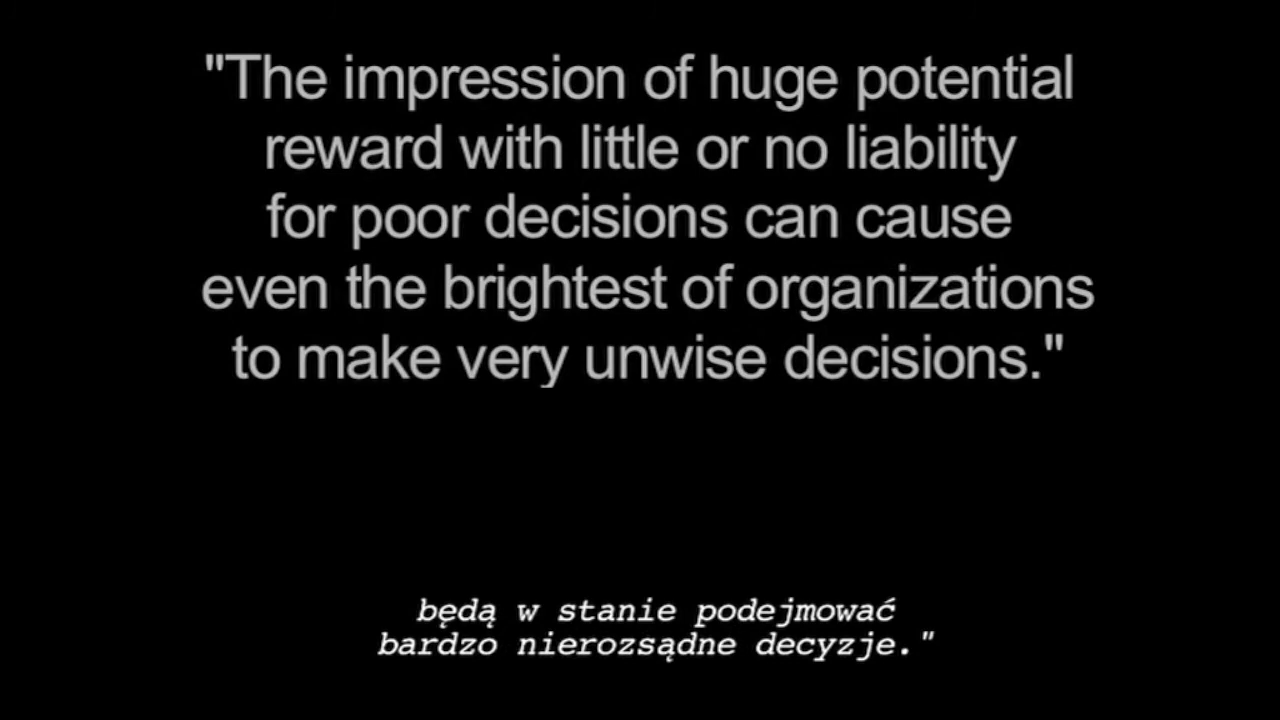 "The impression of huge potential
reward with little or no liability
for poor decisions can cause
even the brightest of organizations
to make very unwise decisions."
będą w stanie podejmować
bardzo nierozsądne decyzje."